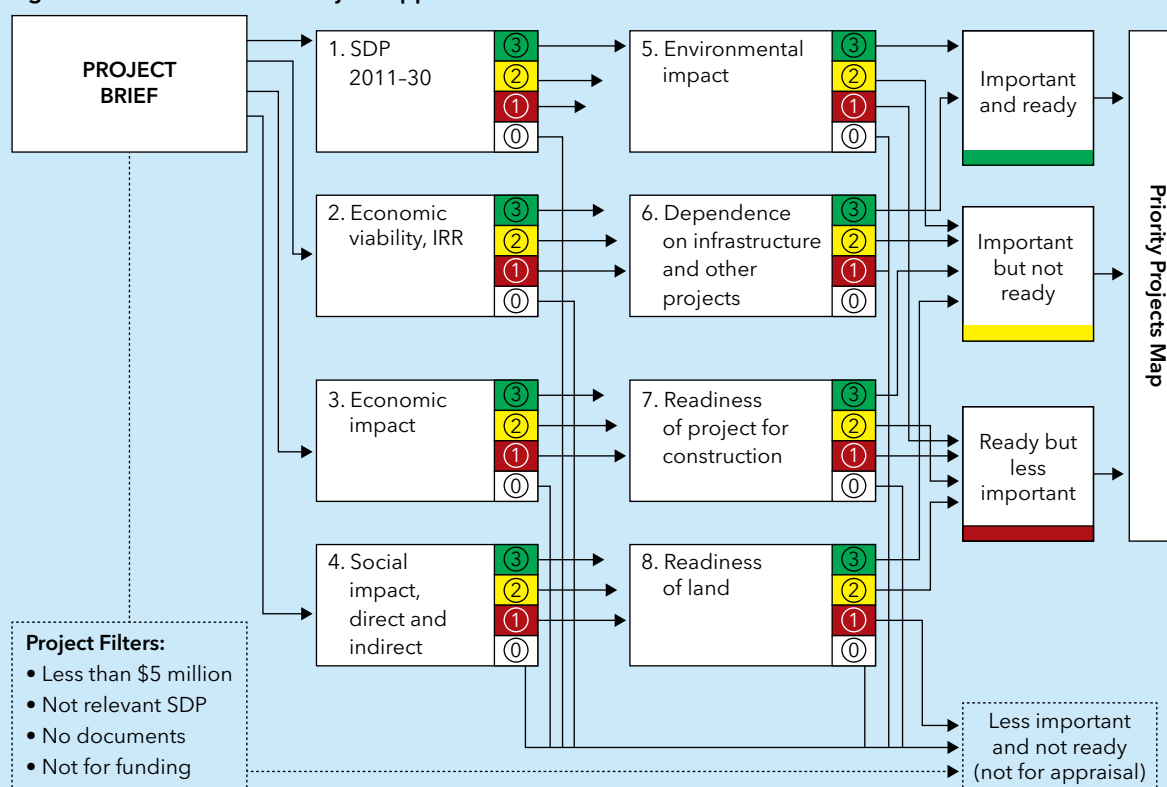 PROJECT
BRIEF
1. SDP
2011–30
3
2
1
0
2. Economic
viability, IRR
3
2
1
0
3. Economic
impact
3
2
1
0
4. Social
impact,
direct and
indirect
3
2
1
0
5. Environmental
impact
3
2
1
0
6. Dependence
on infrastructure
and other
projects
3
2
1
0
7. Readiness
of project for
construction
3
2
1
0
8. Readiness
of land
3
2
1
0
Important
and ready
Important
but not
ready
Ready but
less
important
Priority Projects Map
Project Filters:
• Less than $5 million
• Not relevant SDP
• No documents
• Not for funding
Less important
and not ready
(not for appraisal)